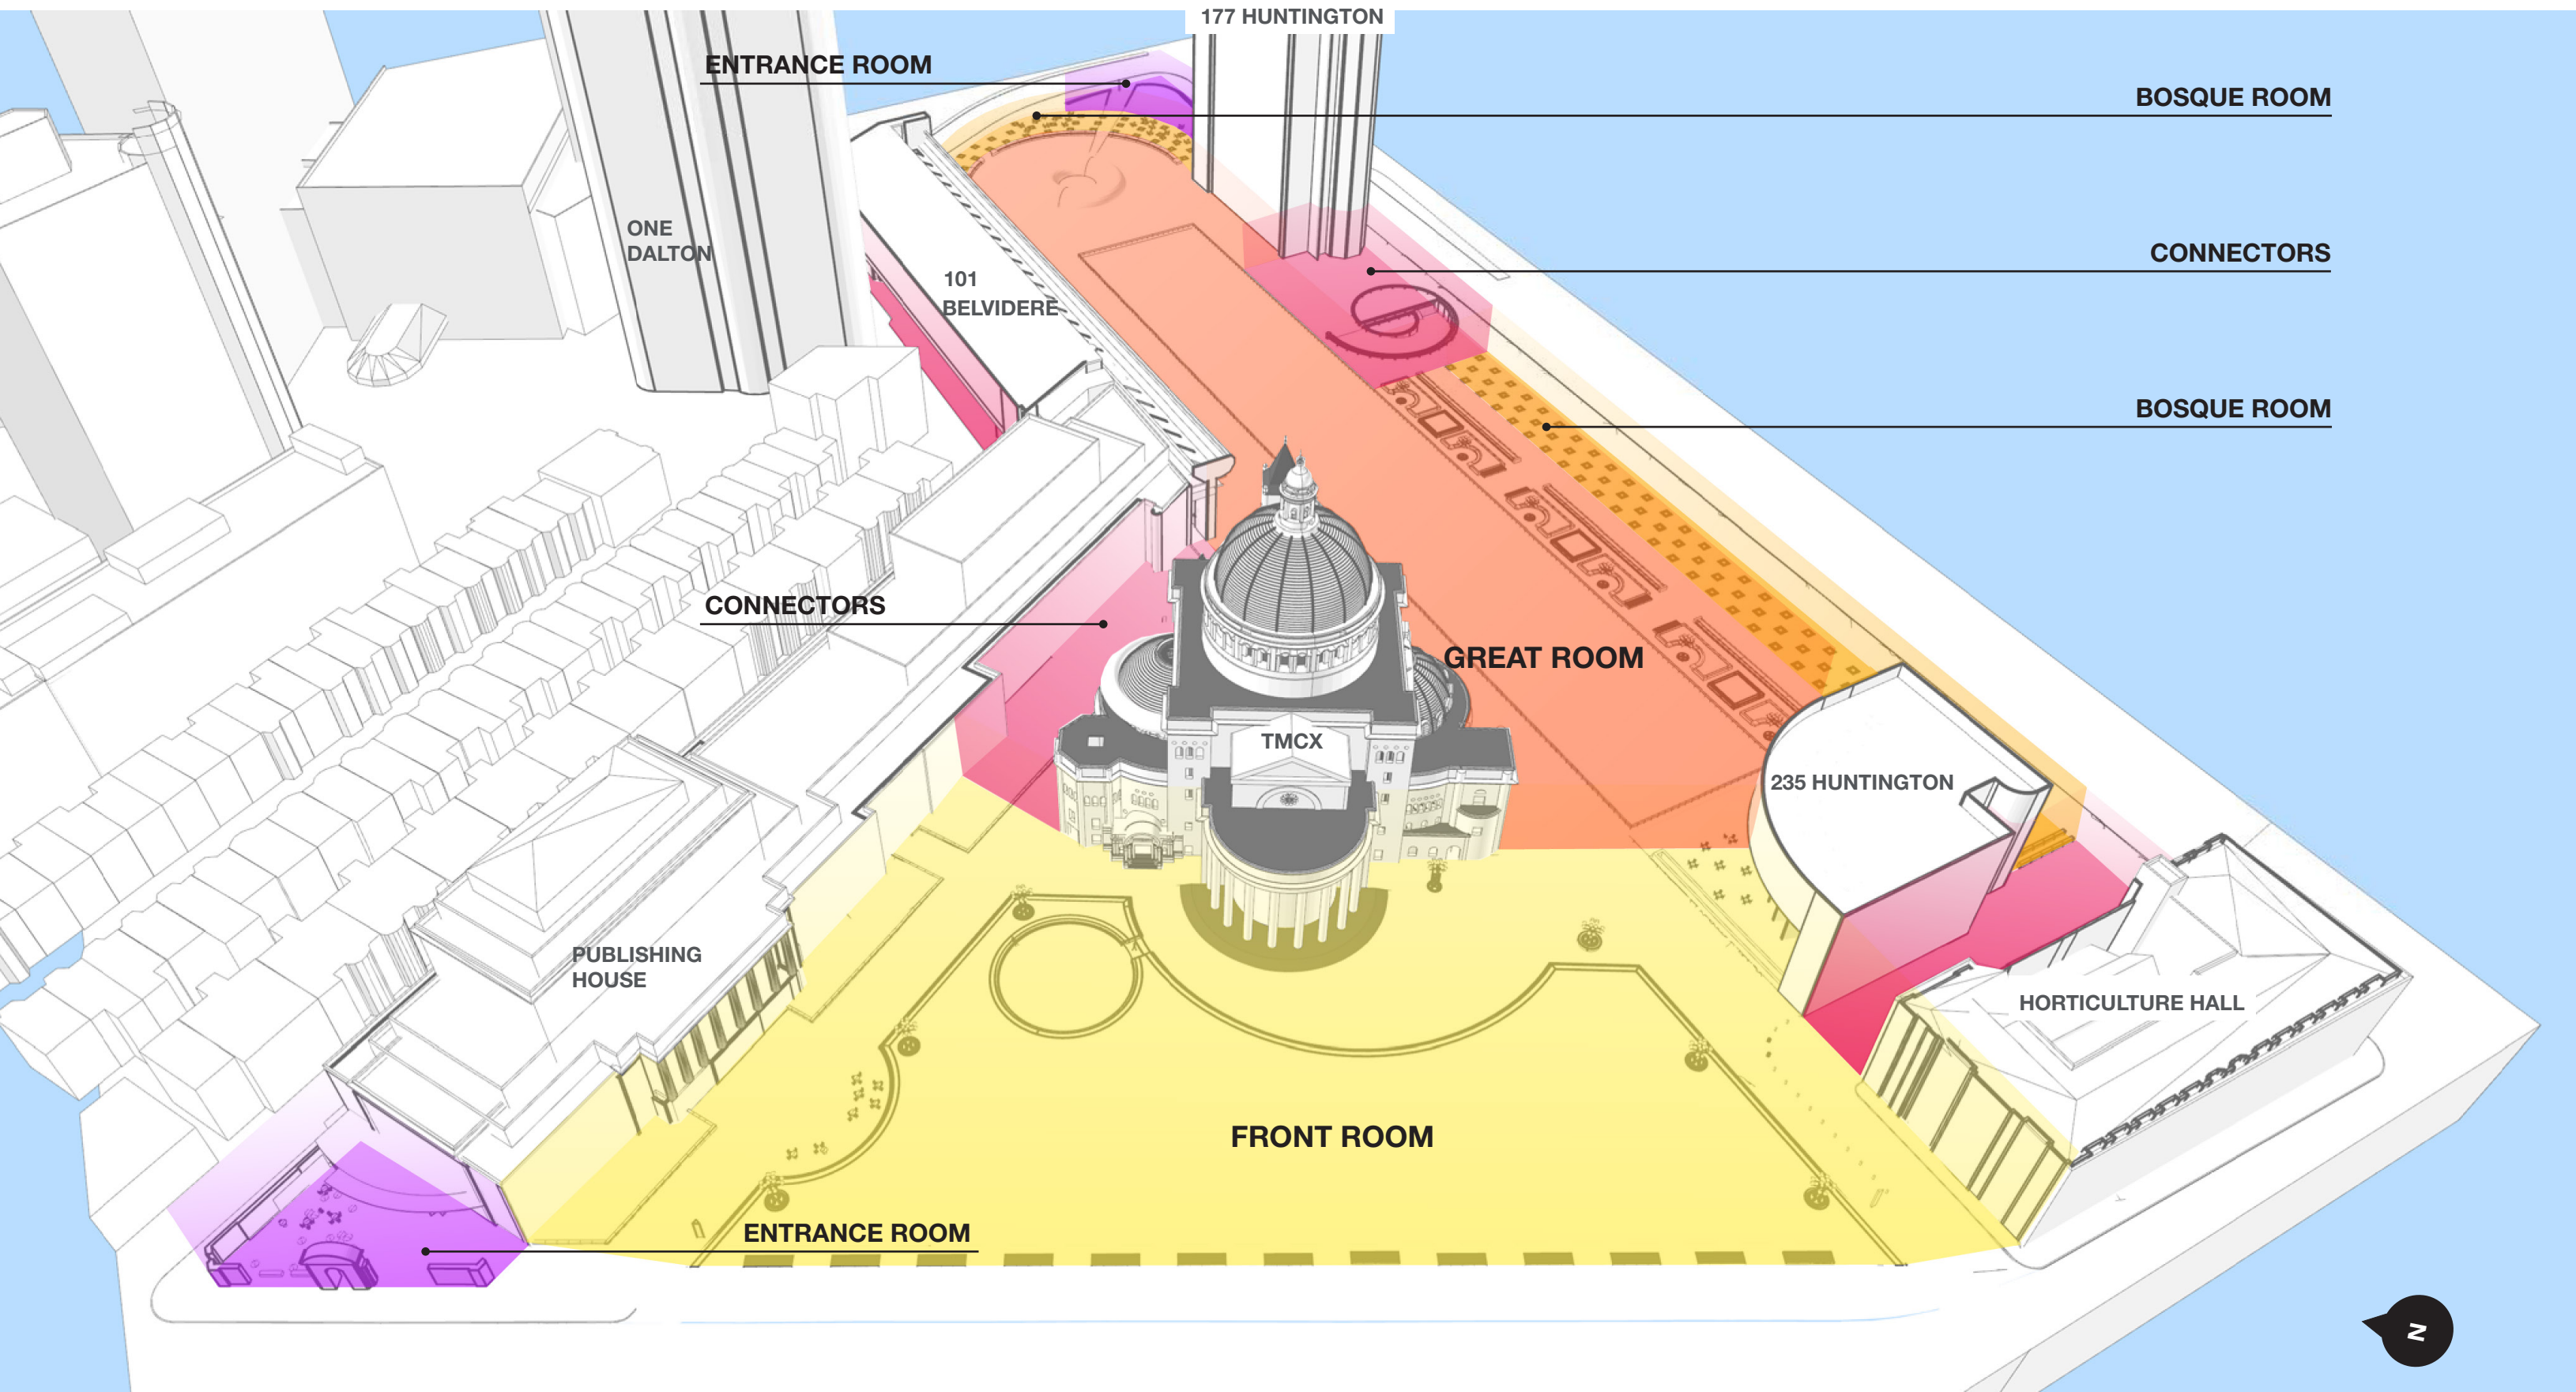 177 HUNTINGTON
ENTRANCE ROOM
BOSQUE ROOM
ONE
DALTON
CONNECTORS
101
BELVIDERE
BOSQUE ROOM
CONNECTORS
GREAT ROOM
TMCX
235 HUNTINGTON
PUBLISHING
HOUSE
HORTICULTURE HALL
FRONT ROOM
ENTRANCE ROOM
N